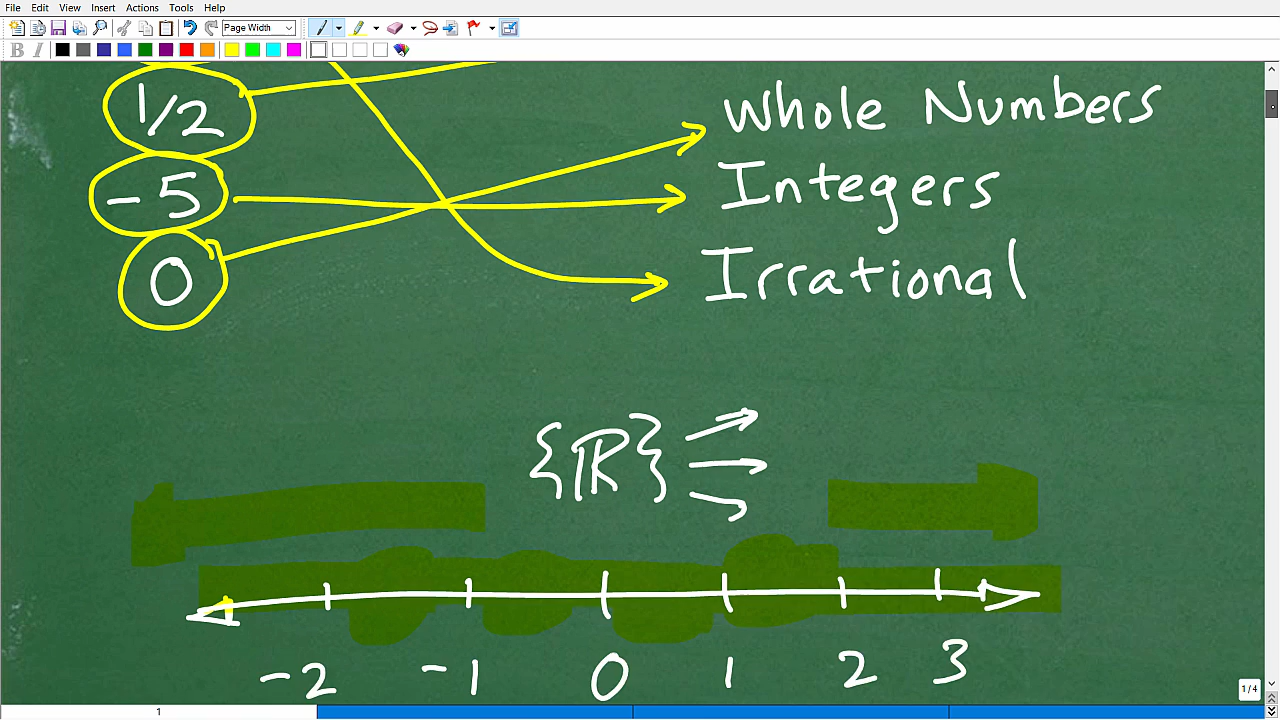 File Edit View Insert Actions Tools Help
Page Width
B I
1/2
Whole Numbers
-5
Integers
0
Irrational
{ℝ}
-2 -1 0 1 2 3
1/4
1